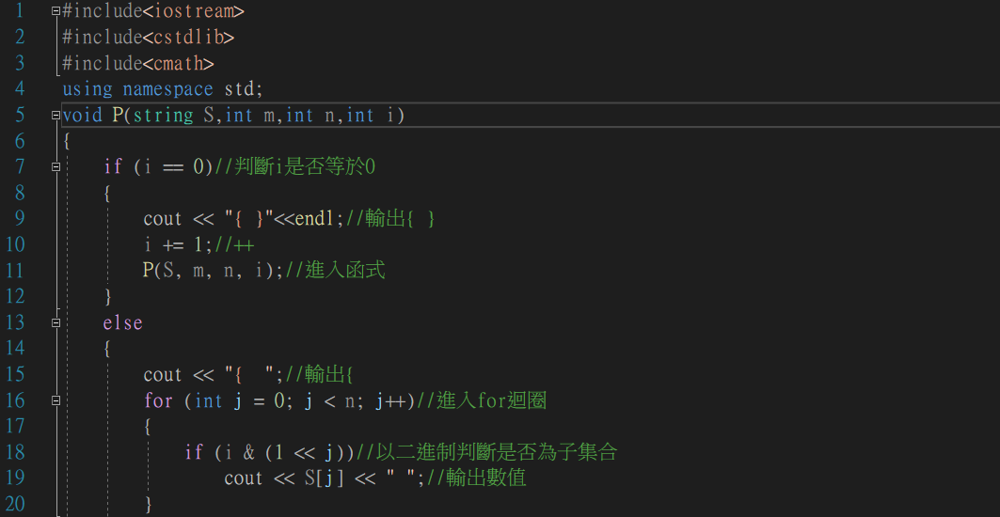 1 #include<iostream>
2 #include<cstdlib>
3 #include<cmath>
4 using namespace std;
5 void P(string S,int m,int n,int i)
6 {
7 if (i == 0)//判斷i是否等於0
8 {
9 cout << "{ }"<<endl;//輸出{ }
10 i += 1;//++
11 P(S, m, n, i);//進入函式
12 }
13 else
14 {
15 cout << "{  ";//輸出{
16 for (int j = 0; j < n; j++)//進入for迴圈
17 {
18 if (i & (1 << j))//以二進制判斷是否為子集合
19 cout << S[j] << " ";//輸出數值
20 }